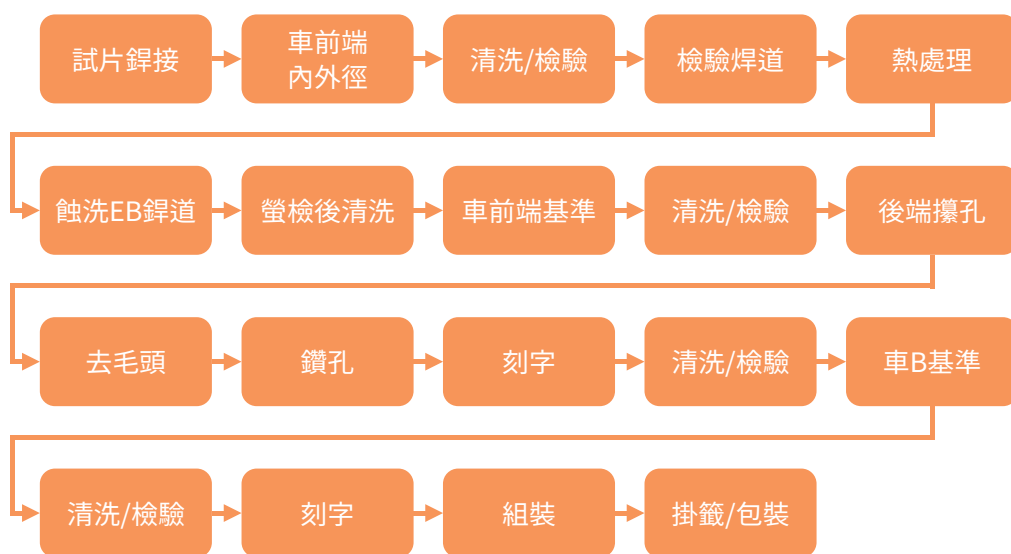 試片銲接
車前端
內外徑
清洗/檢驗
檢驗焊道
熱處理
蝕洗EB銲道
螢檢後清洗
車前端基準
清洗/檢驗
後端攘孔
去毛頭
鑽孔
刻字
清洗/檢驗
車B基準
清洗/檢驗
刻字
組裝
掛籤/包裝